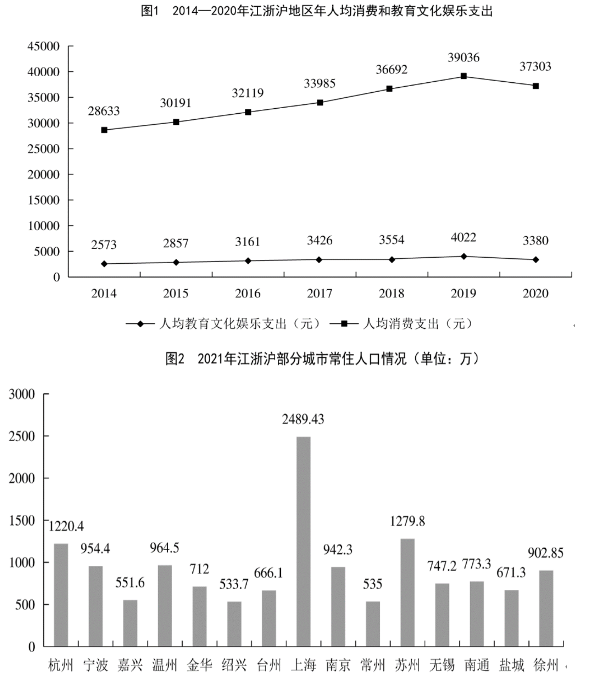 图1 2014—2020年江浙沪地区年人均消费和教育文化娱乐支出
45000
40000
35000
30000
25000
20000
15000
10000
5000
0
28633
30191
32119
33985
36692
39036
37303
2573
2857
3161
3426
3554
4022
3380
2014
2015
2016
2017
2018
2019
2020
人均教育文化娱乐支出（元）
人均消费支出（元）
图2 2021年江浙沪部分城市常住人口情况（单位：万）
3000
2500
2000
1500
1000
500
0
1220.4
954.4
551.6
964.5
712
533.7
666.1
2489.43
942.3
535
1279.8
747.2
773.3
671.3
902.85
杭州
宁波
嘉兴
温州
金华
绍兴
台州
上海
南京
常州
苏州
无锡
南通
盐城
徐州